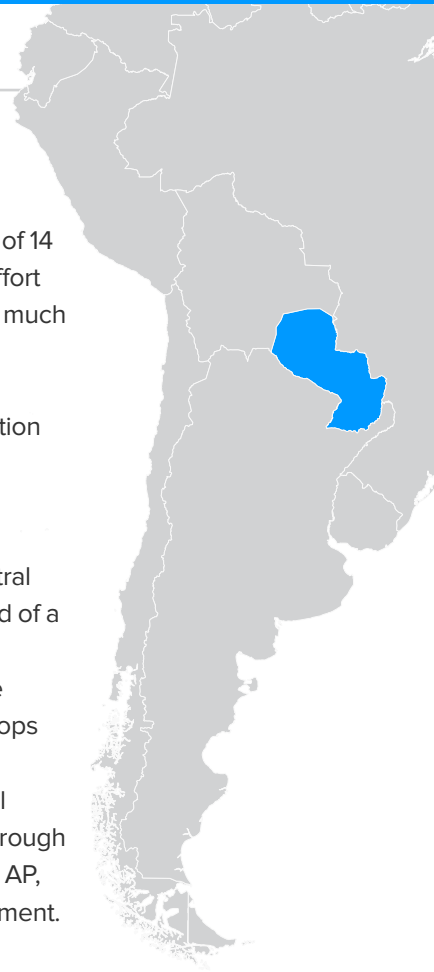 of 14
ffort
much
tion
tral
d of a
e
ops
l
rough
AP,
ment.